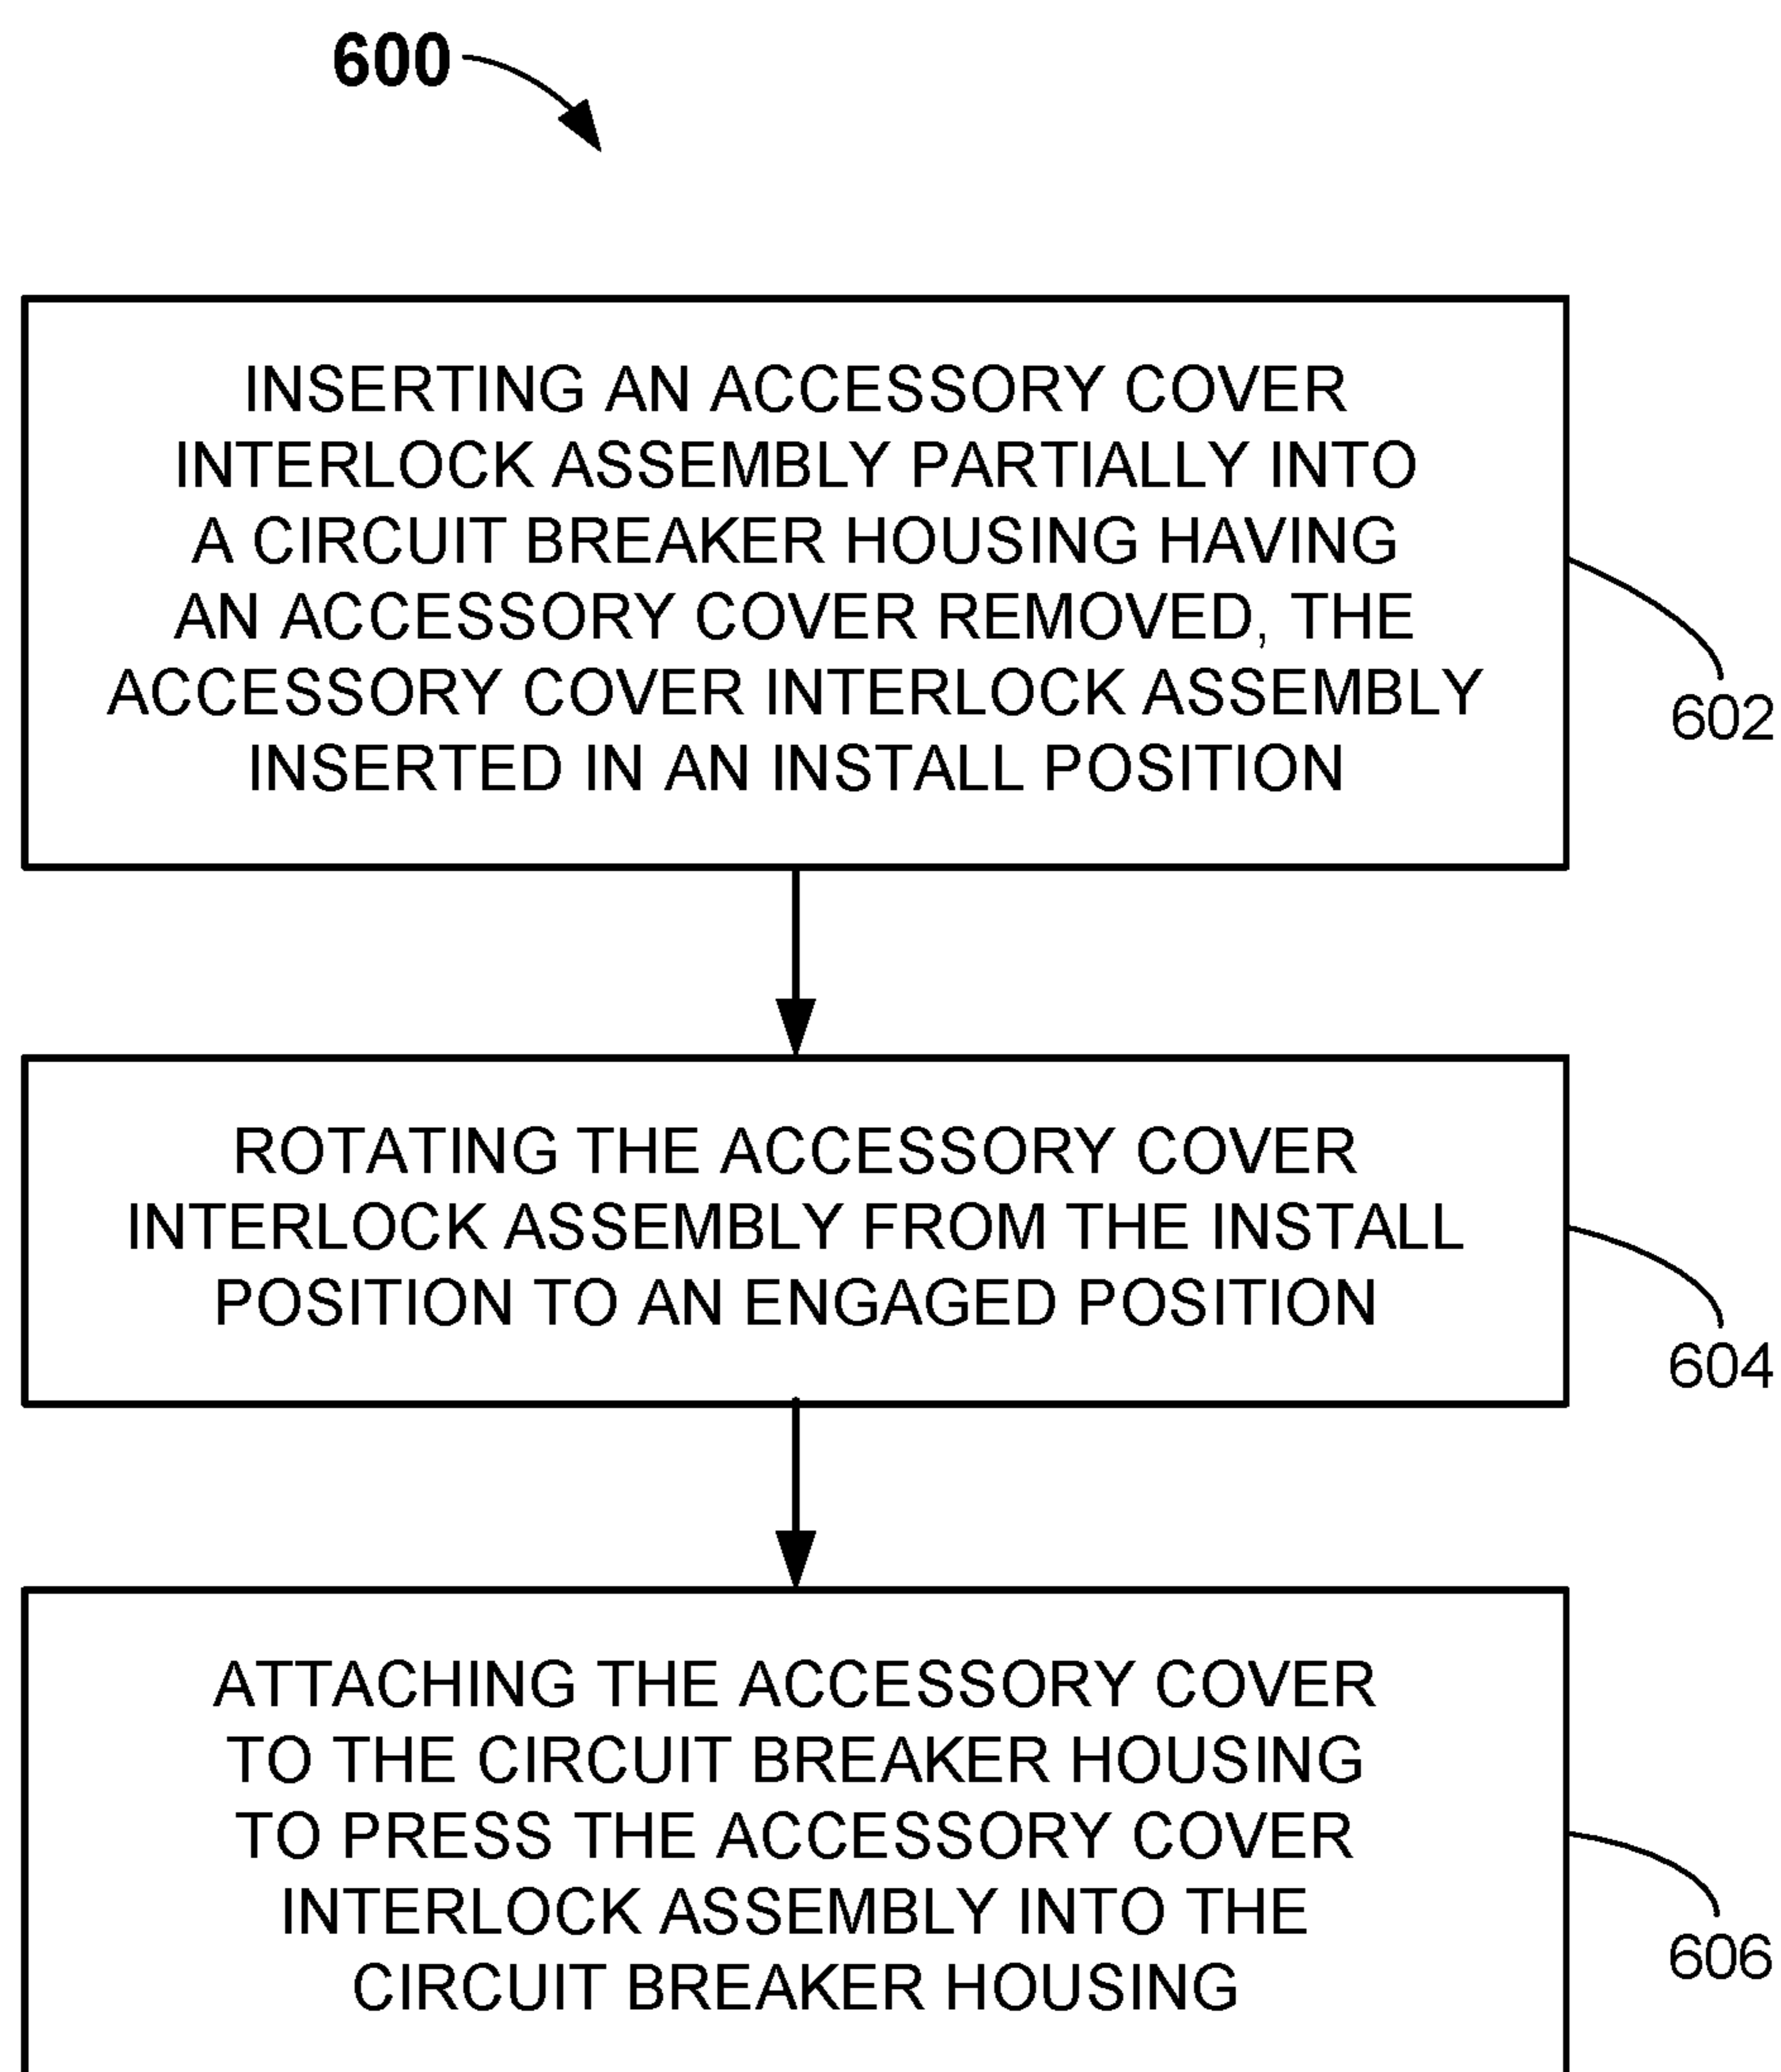 600
INSERTING AN ACCESSORY COVER
INTERLOCK ASSEMBLY PARTIALLY INTO
A CIRCUIT BREAKER HOUSING HAVING
AN ACCESSORY COVER REMOVED, THE
ACCESSORY COVER INTERLOCK ASSEMBLY
INSERTED IN AN INSTALL POSITION
602
ROTATING THE ACCESSORY COVER
INTERLOCK ASSEMBLY FROM THE INSTALL
POSITION TO AN ENGAGED POSITION
604
ATTACHING THE ACCESSORY COVER
TO THE CIRCUIT BREAKER HOUSING
TO PRESS THE ACCESSORY COVER
INTERLOCK ASSEMBLY INTO THE
CIRCUIT BREAKER HOUSING
606